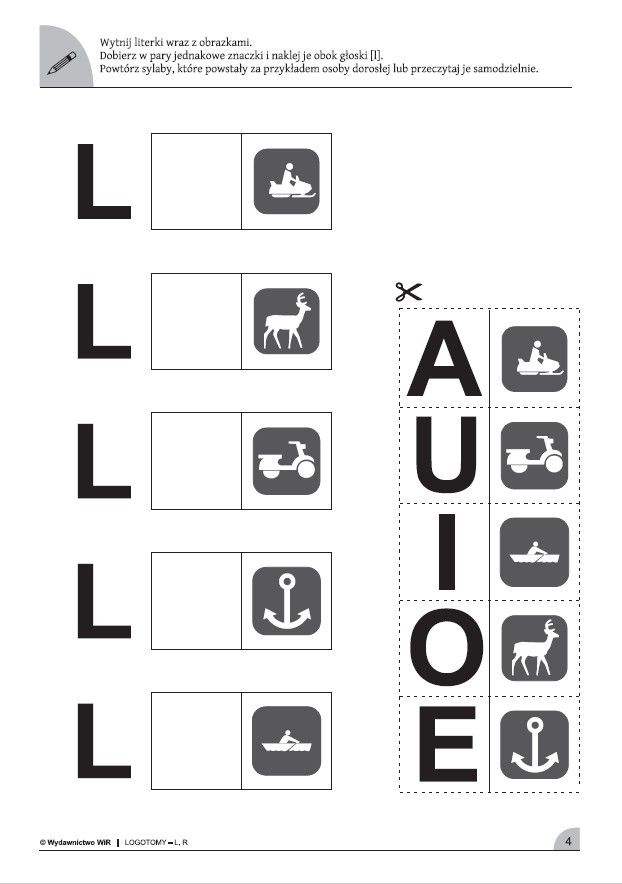 Wytnij literki wraz z obrazkami.
Dobierz w pary jednakowe znaczki i naklej je obok głoski [l].
Powtórz sylaby, które powstały za przykładem osoby dorosłej lub przeczytaj je samodzielnie.
L
L
L
L
L
A
U
I
O
E
© Wydawnictwo WiR | LOGOTOMY – L, R
4